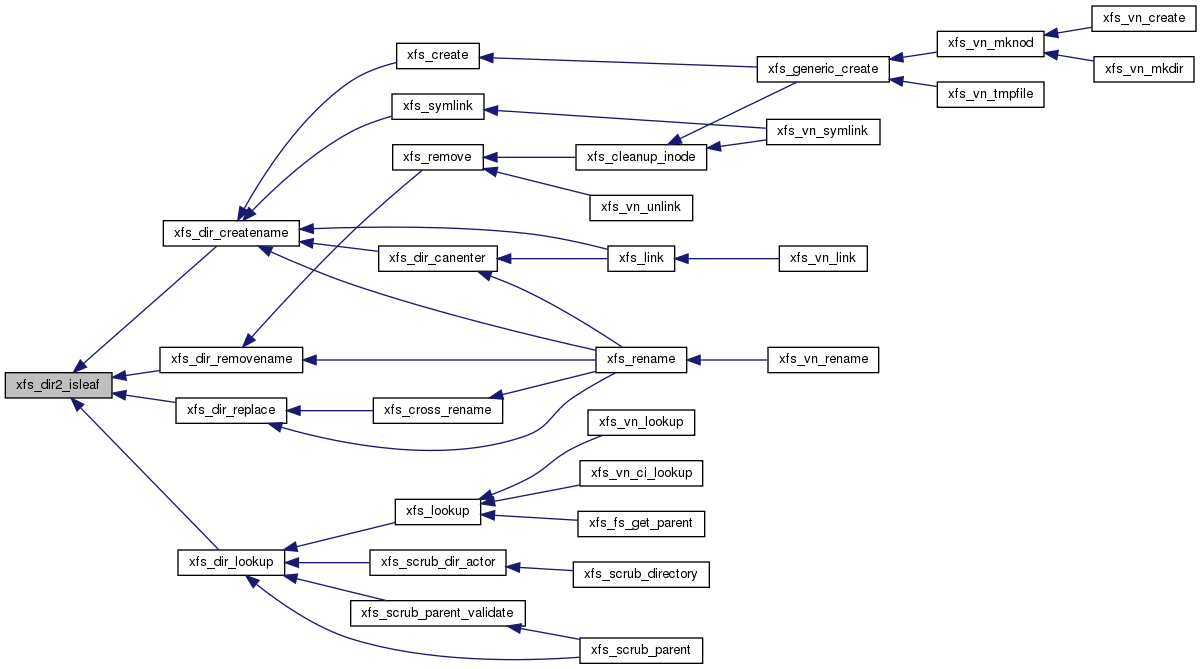 xfs_vn_create
xfs_vn_mknod
xfs_create
xfs_generic_create
xfs_vn_mkdir
xfs_vn_tmpfile
xfs_symlink
xfs_vn_symlink
xfs_remove
xfs_cleanup_inode
xfs_vn_unlink
xfs_dir_createname
xfs_dir_canenter
xfs_link
xfs_vn_link
xfs_dir_removename
xfs_rename
xfs_vn_rename
xfs_dir2_isleaf
xfs_dir_replace
xfs_cross_rename
xfs_vn_lookup
xfs_vn_ci_lookup
xfs_lookup
xfs_fs_get_parent
xfs_dir_lookup
xfs_scrub_dir_actor
xfs_scrub_directory
xfs_scrub_parent_validate
xfs_scrub_parent